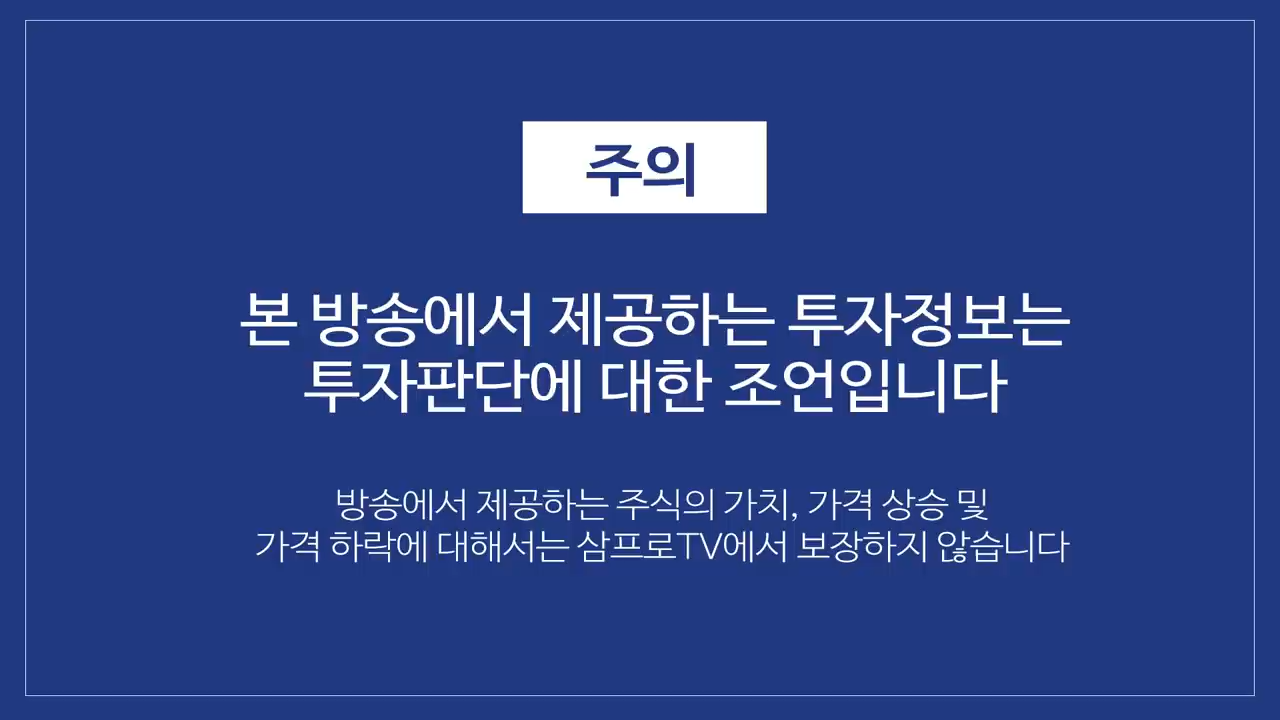 주의
본 방송에서 제공하는 투자정보는
투자판단에 대한 조언입니다
방송에서 제공하는 주식의 가치, 가격 상승 및
가격 하락에 대해서는 삼프로TV에서 보장하지 않습니다